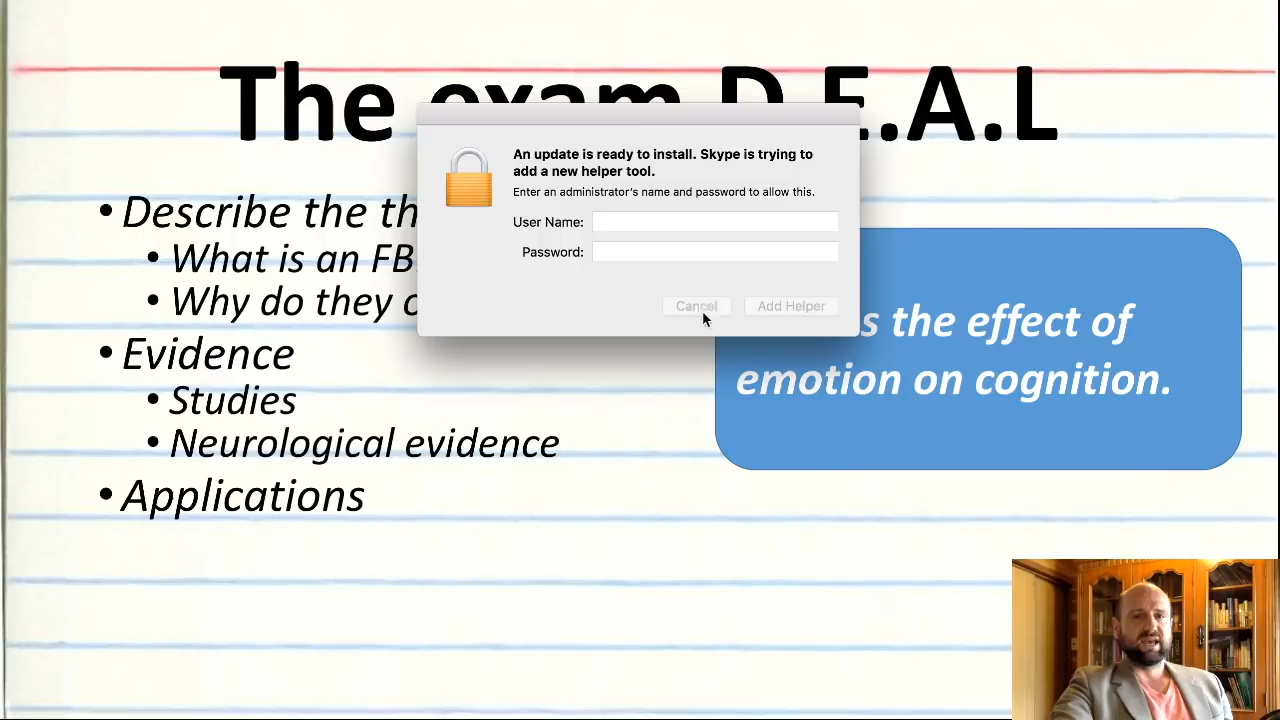 The exam D.E.A.L
An update is ready to install. Skype is trying to
add a new helper tool.
Enter an administrator's name and password to allow this.
User Name:
Password:
Cancel
Add Helper
• Describe the th
• What is an FB
• Why do they
• Evidence
• Studies
• Neurological evidence
• Applications
s the effect of
emotion on cognition.